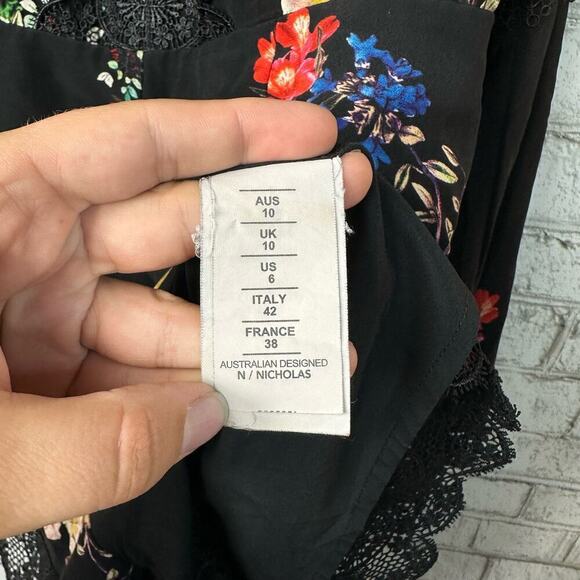 AUS
10
UK
10
US
6
ITALY
42
FRANCE
38
AUSTRALIAN DESIGNED
N / NICHOLAS